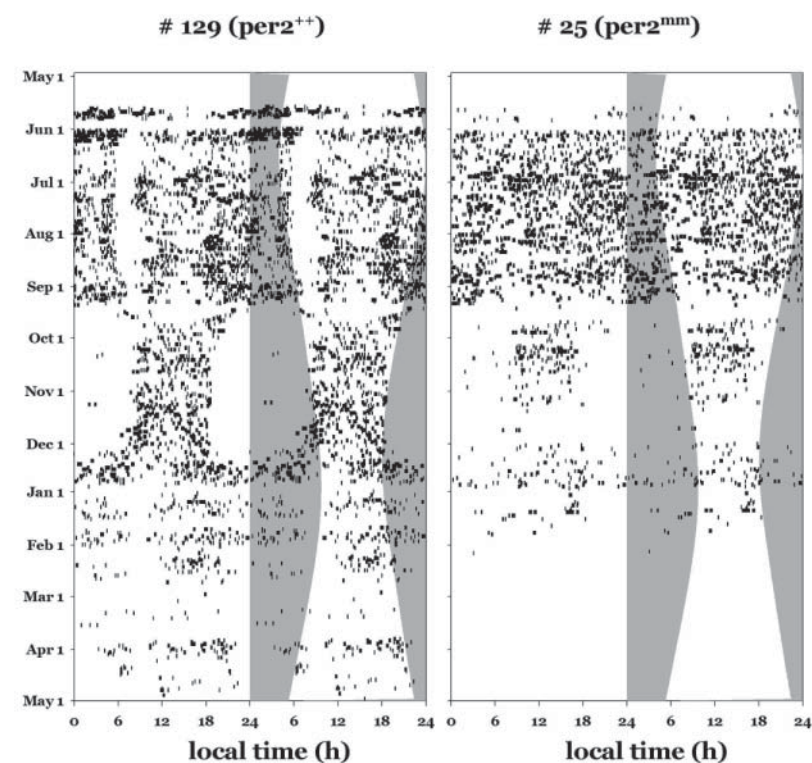 # 129 (per2++)
# 25 (per2mm)
May 1
Jun 1
Jul 1
Aug 1
Sep 1
Oct 1
Nov 1
Dec 1
Jan 1
Feb 1
Mar 1
Apr 1
May 1
0 6 12 18 24 6 12 18 24
0 6 12 18 24 6 12 18 24
local time (h)
local time (h)